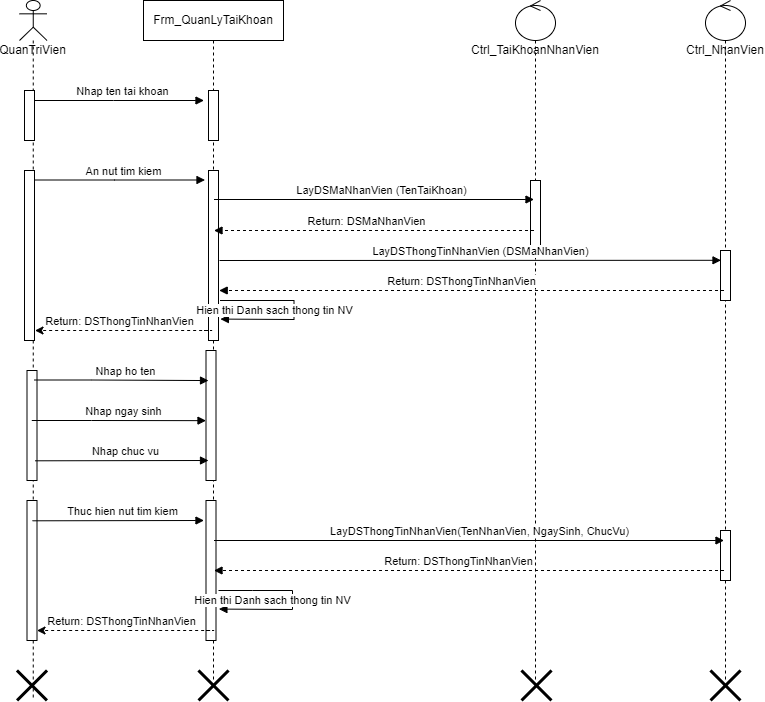 QuanTriVien
Frm_QuanLyTaiKhoan
Ctrl_TaiKhoanNhanVien
Ctrl_NhanVien
Nhap ten tai khoan
An nut tim kiem
LayDSMaNhanVien (TenTaiKhoan)
Return: DSMaNhanVien
LayDSThongTinNhanVien (DSMaNhanVien)
Return: DSThongTinNhanVien
Hien thi Danh sach thong tin NV
Return: DSThongTinNhanVien
Nhap ho ten
Nhap ngay sinh
Nhap chuc vu
Thuc hien nut tim kiem
LayDSThongTinNhanVien(TenNhanVien, NgaySinh, ChucVu)
Return: DSThongTinNhanVien
Hien thi Danh sach thong tin NV
Return: DSThongTinNhanVien